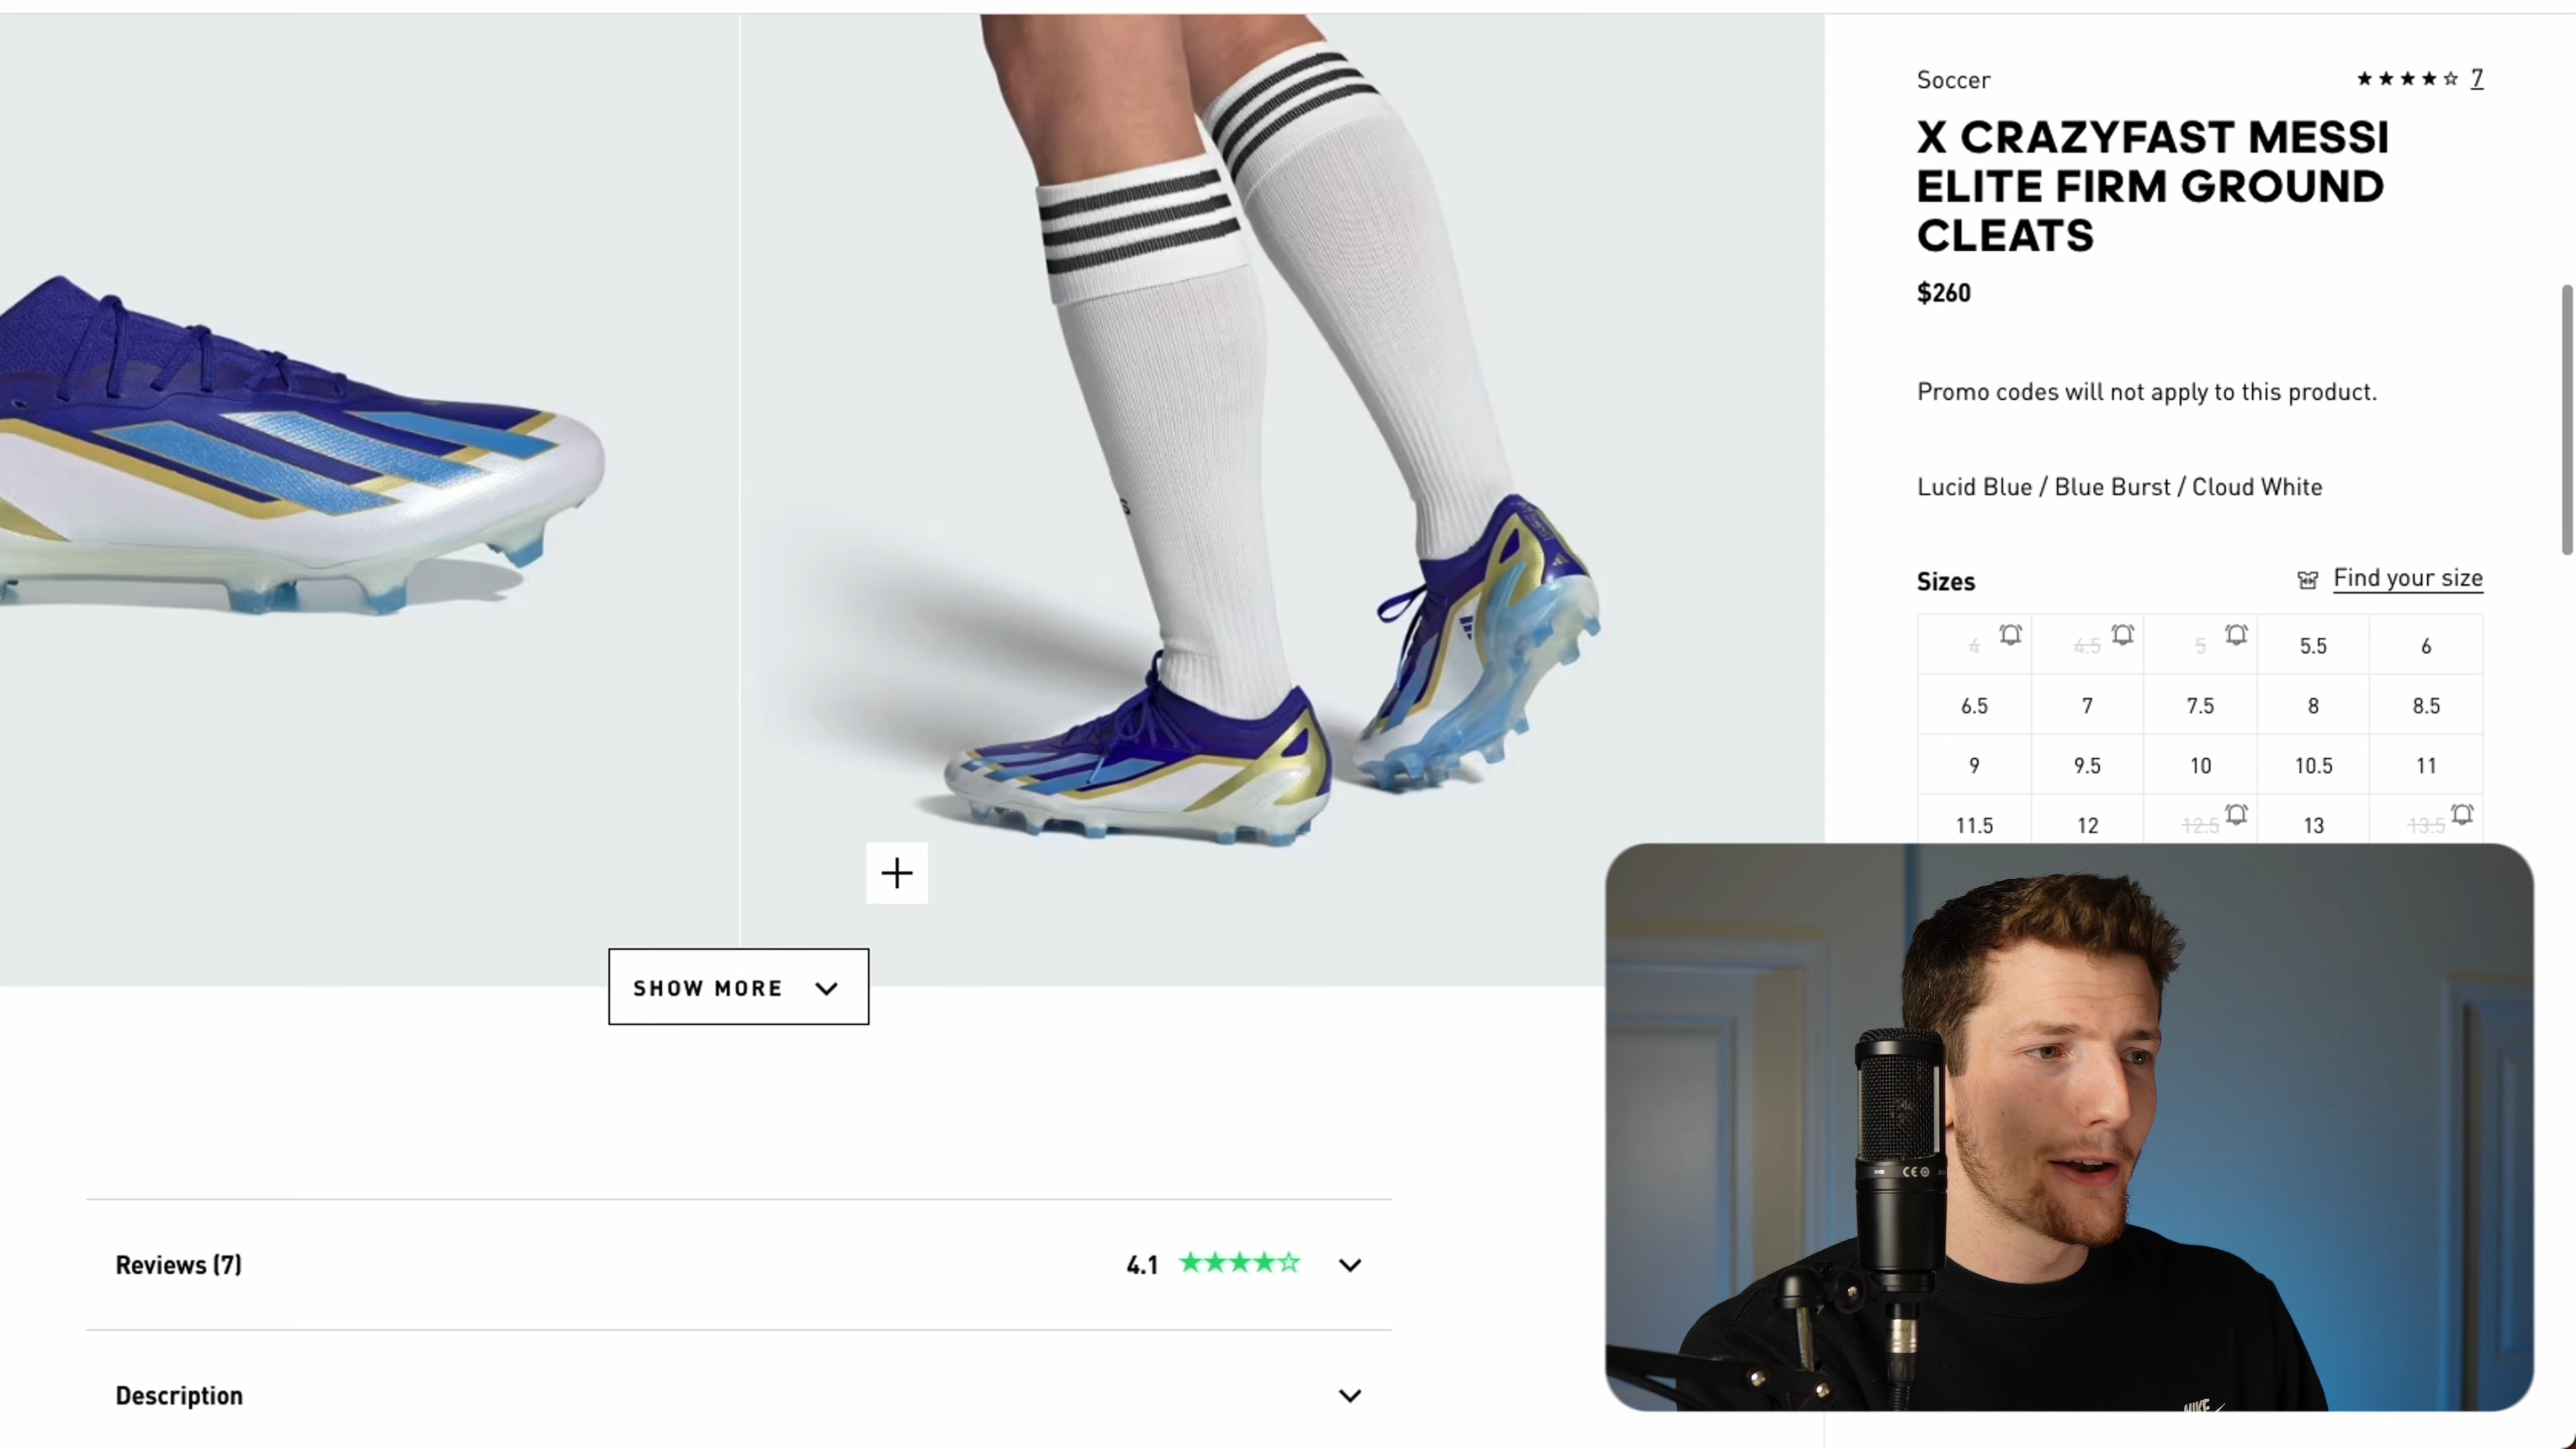 Soccer
7
X CRAZYFAST MESSI
ELITE FIRM GROUND
CLEATS
$260
Promo codes will not apply to this product.
Lucid Blue / Blue Burst / Cloud White
Sizes
Find your size
4 4.5 5 5.5 6
6.5 7 7.5 8 8.5
9 9.5 10 10.5 11
11.5 12 12.5 13 13.5
SHOW MORE
Reviews (7)
4.1
Description
CE
NIKE